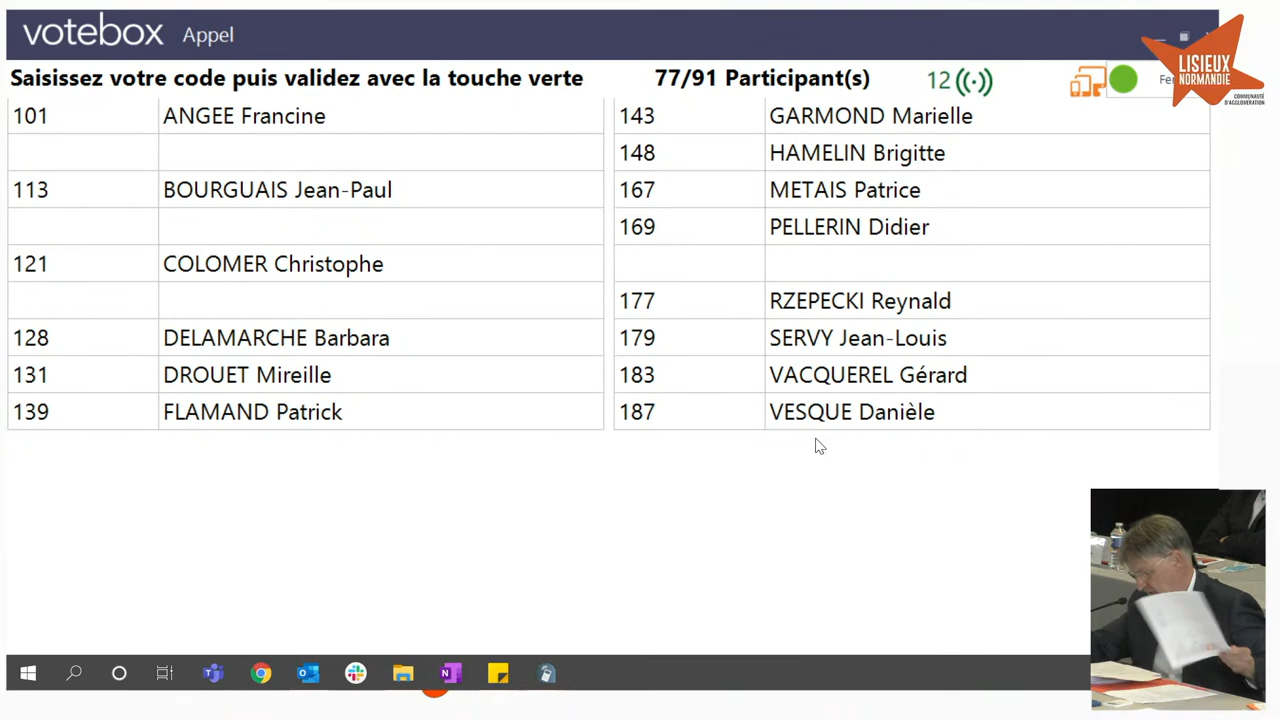 votebox Appel
Saisissez votre code puis validez avec la touche verte 77/91 Participant(s) 12
LISIEUX
NORMANDIE
COMMUNAUTÉ
D'AGGLOMÉRATION
101 ANGEE Francine
113 BOURGUAIS Jean-Paul
121 COLOMER Christophe
128 DELAMARCHE Barbara
131 DROUET Mireille
139 FLAMAND Patrick
143 GARMOND Marielle
148 HAMELIN Brigitte
167 METAIS Patrice
169 PELLERIN Didier
177 RZEPECKI Reynald
179 SERVY Jean-Louis
183 VACQUEREL Gérard
187 VESQUE Danièle